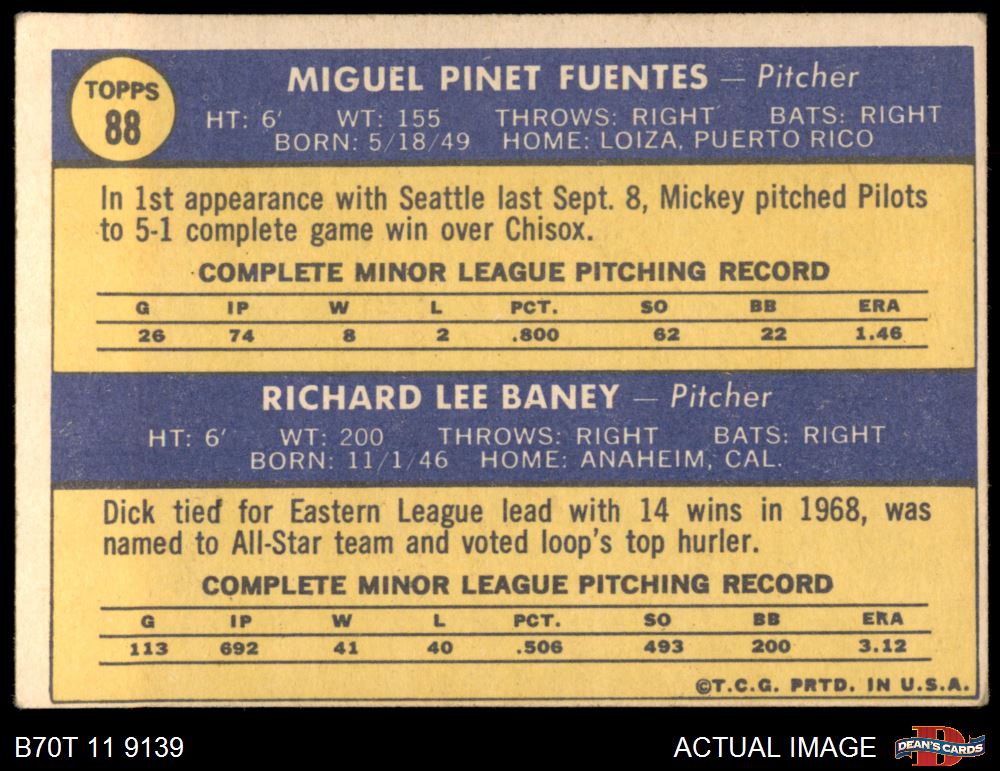 TOPPS
88
MIGUEL PINET FUENTES — Pitcher
HT: 6′ WT: 155 THROWS: RIGHT BATS: RIGHT
BORN: 5/18/49 HOME: LOIZA, PUERTO RICO
In 1st appearance with Seattle last Sept. 8, Mickey pitched Pilots
to 5-1 complete game win over Chisox.
COMPLETE MINOR LEAGUE PITCHING RECORD
G IP W L PCT. SO BB ERA
26 74 8 2 .800 62 22 1.46
RICHARD LEE BANEY — Pitcher
HT: 6′ WT: 200 THROWS: RIGHT BATS: RIGHT
BORN: 11/1/46 HOME: ANAHEIM, CAL.
Dick tied for Eastern League lead with 14 wins in 1968, was
named to All-Star team and voted loop's top hurler.
COMPLETE MINOR LEAGUE PITCHING RECORD
G IP W L PCT. SO BB ERA
113 692 41 40 .506 493 200 3.12
©T.C.G. PRTD. IN U.S.A.
B70T 11 9139
ACTUAL IMAGE
DEAN'S CARDS